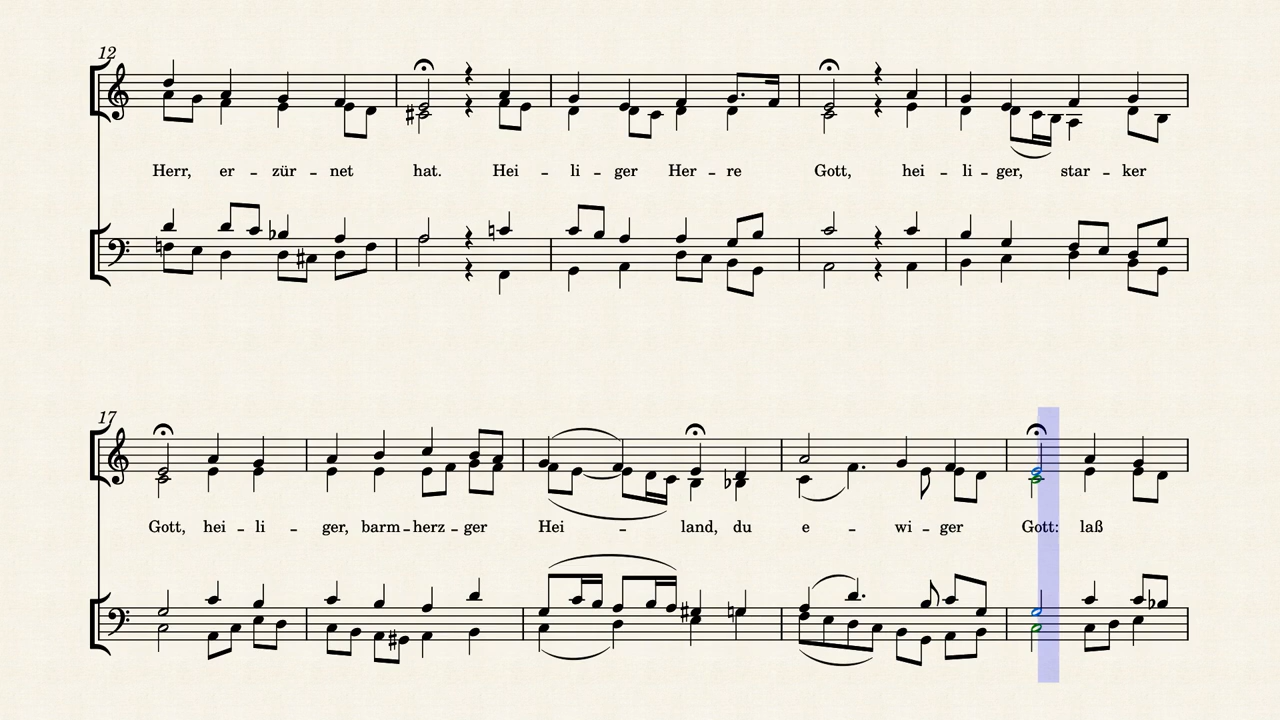 12
Herr, er - zür - net hat. Hei - li - ger Her - re Gott, hei - li - ger, star - ker
17
Gott, hei - li - ger, barm - herz - ger Hei - land, du e - wi - ger Gott: laß